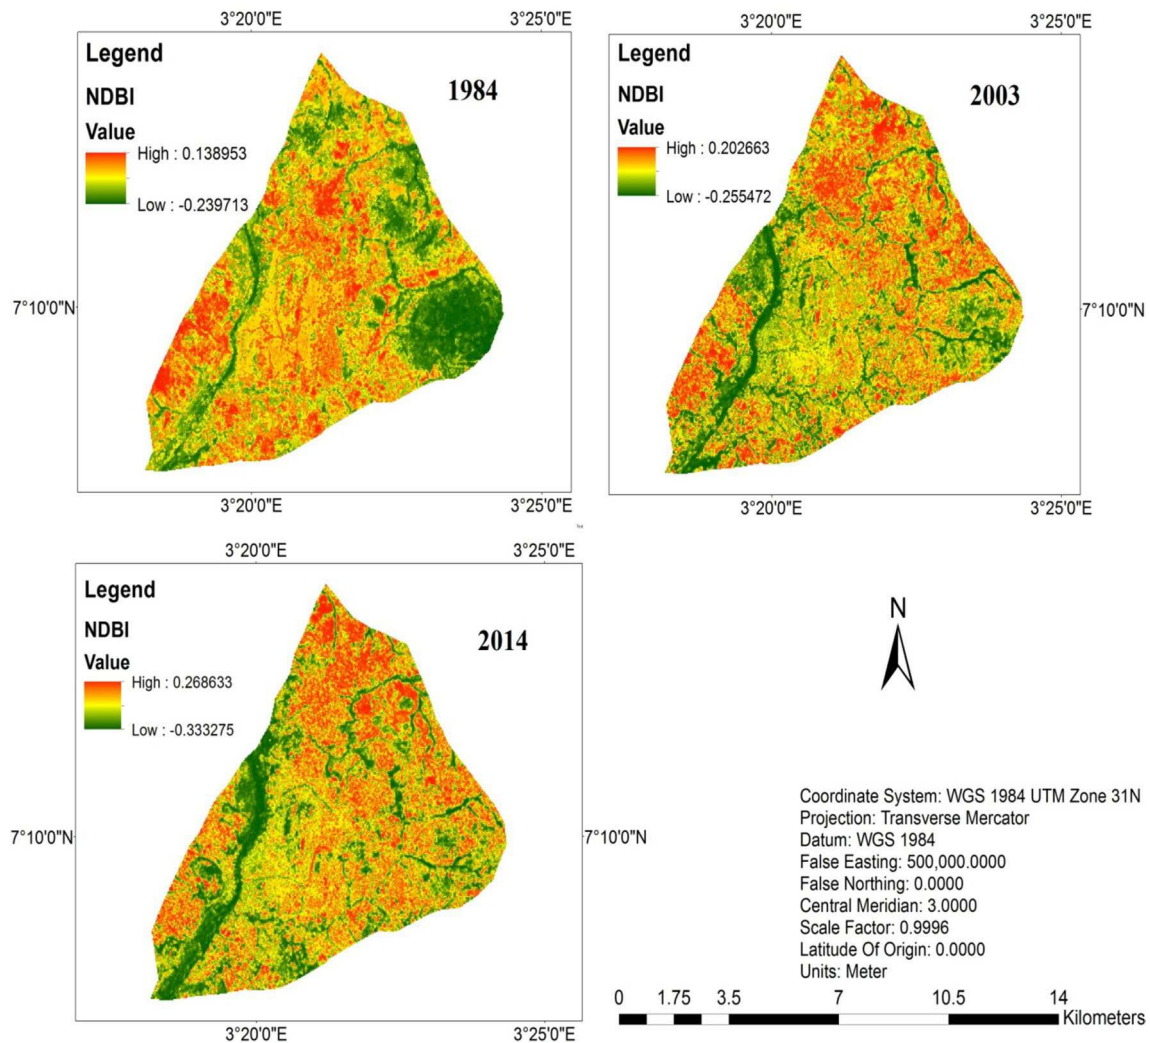 3°20'0"E 3°25'0"E
Legend
NDBI
Value
High : 0.138953
Low : -0.239713
1984
7°10'0"N
3°20'0"E 3°25'0"E
3°20'0"E 3°25'0"E
Legend
NDBI
Value
High : 0.202663
Low : -0.255472
2003
7°10'0"N
3°20'0"E 3°25'0"E
3°20'0"E 3°25'0"E
Legend
NDBI
Value
High : 0.268633
Low : -0.333275
2014
7°10'0"N 7°10'0"N
3°20'0"E 3°25'0"E
N
Coordinate System: WGS 1984 UTM Zone 31N
Projection: Transverse Mercator
Datum: WGS 1984
False Easting: 500,000.0000
False Northing: 0.0000
Central Meridian: 3.0000
Scale Factor: 0.9996
Latitude Of Origin: 0.0000
Units: Meter
0 1.75 3.5 7 10.5 14
Kilometers